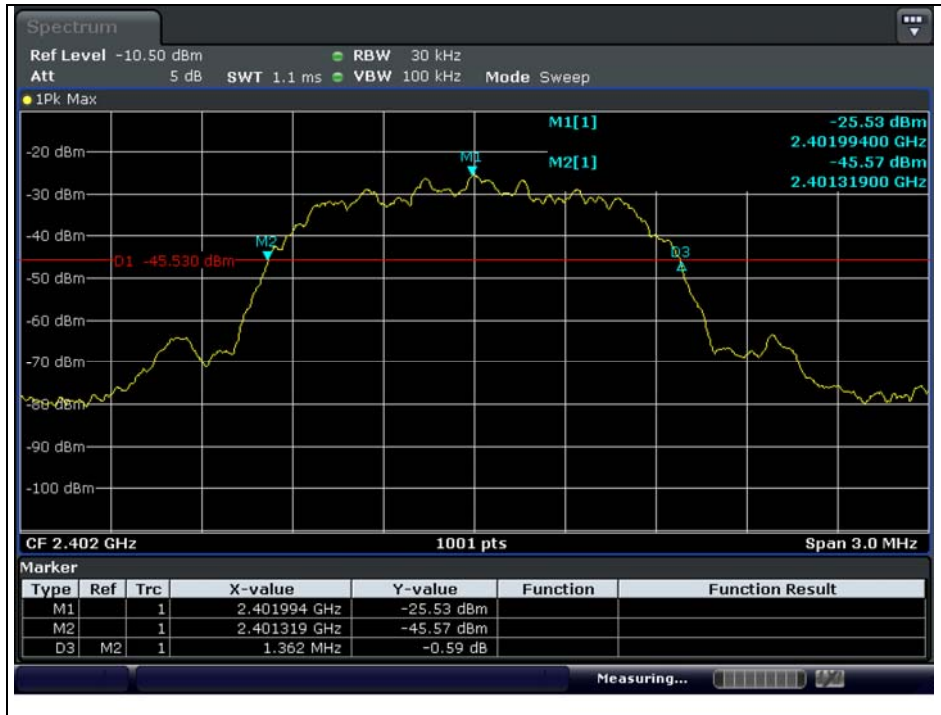 Spectrum
Ref Level -10.50 dBm RBW 30 kHz
Att 5 dB SWT 1.1 ms VBW 100 kHz Mode Sweep
1Pk Max
M1[1] -25.53 dBm
2.40199400 GHz
M2[1] -45.57 dBm
2.40131900 GHz
-20 dBm
M1
-30 dBm
-40 dBm
M2
D3
D1 -45.530 dBm
-50 dBm
-60 dBm
-70 dBm
-80 dBm
-90 dBm
-100 dBm
CF 2.402 GHz 1001 pts Span 3.0 MHz
Marker
Type Ref Trc X-value Y-value Function Function Result
M1 1 2.401994 GHz -25.53 dBm
M2 1 2.401319 GHz -45.57 dBm
D3 M2 1 1.362 MHz -0.59 dB
Measuring...